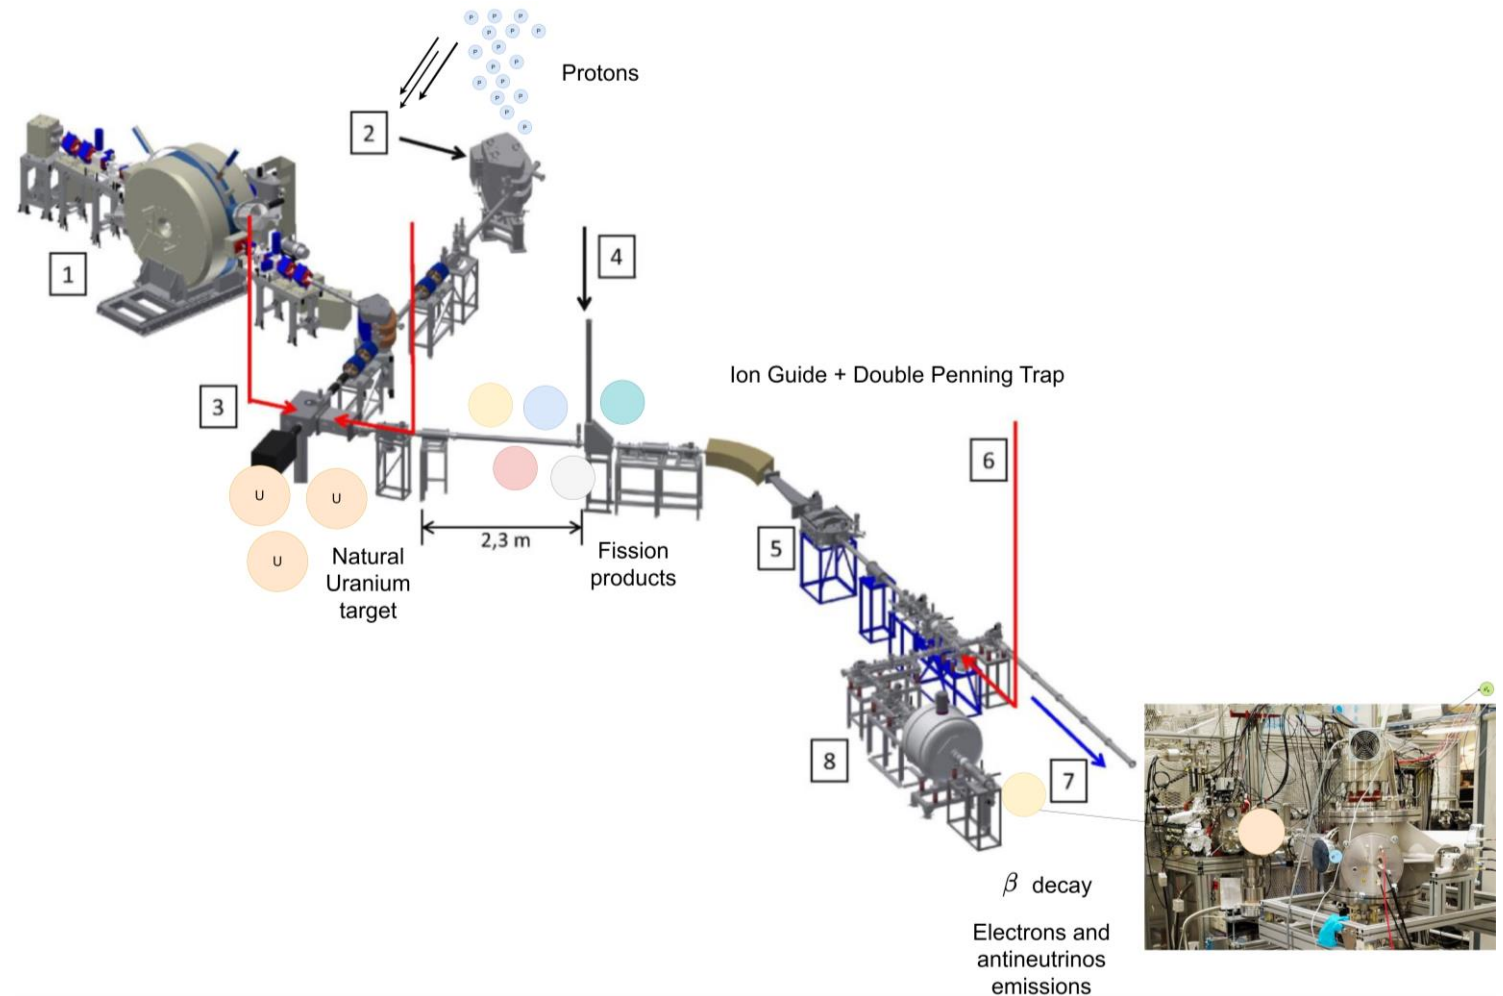 P P P
P P P
P P
P P
P P
P P
P
P
Protons
2
1
4
3
Ion Guide + Double Penning Trap
6
U
U
U
2,3 m
5
Natural
Uranium
target
Fission
products
8
7
β decay
Electrons and
antineutrinos
emissions